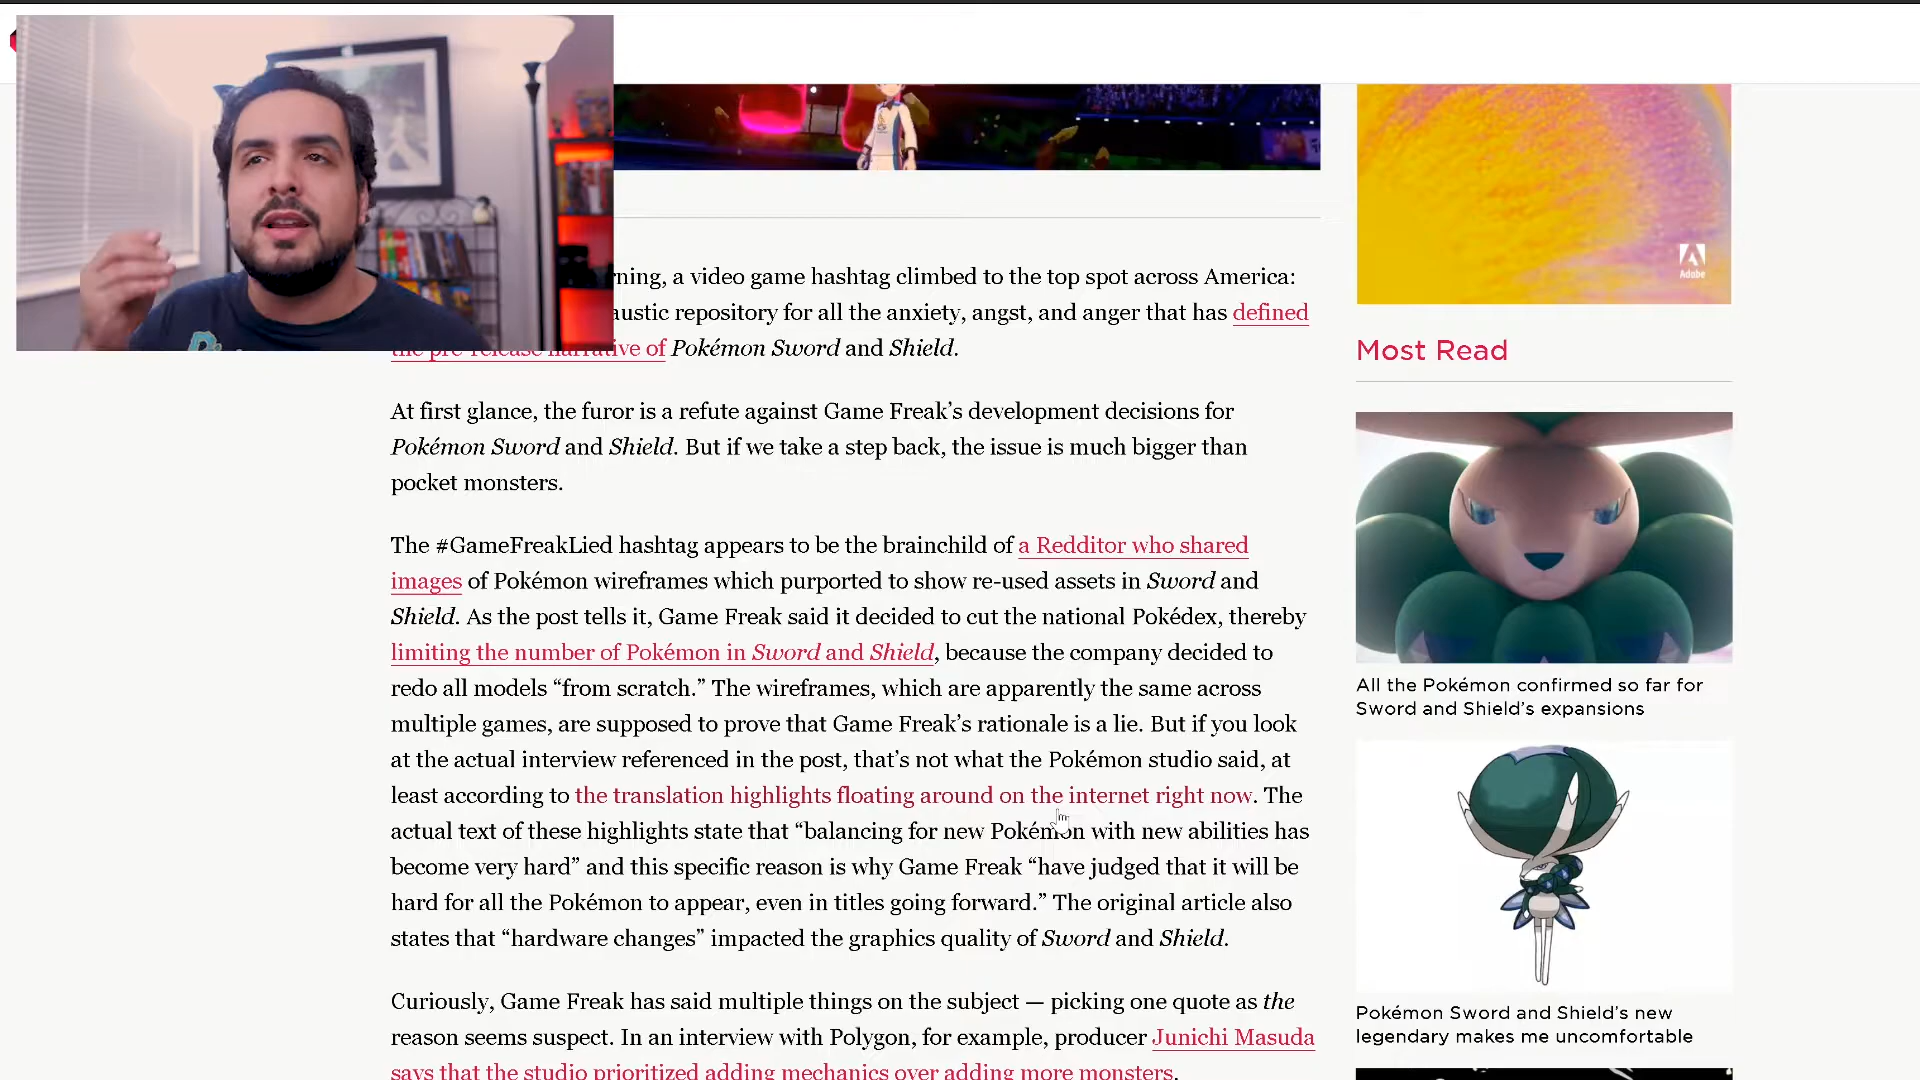 rning, a video game hashtag climbed to the top spot across America:
austic repository for all the anxiety, angst, and anger that has defined
the pre-release narrative of Pokémon Sword and Shield.
At first glance, the furor is a refute against Game Freak’s development decisions for
Pokémon Sword and Shield. But if we take a step back, the issue is much bigger than
pocket monsters.
The #GameFreakLied hashtag appears to be the brainchild of a Redditor who shared
images of Pokémon wireframes which purported to show re-used assets in Sword and
Shield. As the post tells it, Game Freak said it decided to cut the national Pokédex, thereby
limiting the number of Pokémon in Sword and Shield, because the company decided to
redo all models “from scratch.” The wireframes, which are apparently the same across
multiple games, are supposed to prove that Game Freak’s rationale is a lie. But if you look
at the actual interview referenced in the post, that’s not what the Pokémon studio said, at
least according to the translation highlights floating around on the internet right now. The
actual text of these highlights state that “balancing for new Pokémon with new abilities has
become very hard” and this specific reason is why Game Freak “have judged that it will be
hard for all the Pokémon to appear, even in titles going forward.” The original article also
states that “hardware changes” impacted the graphics quality of Sword and Shield.
Curiously, Game Freak has said multiple things on the subject — picking one quote as the
reason seems suspect. In an interview with Polygon, for example, producer Junichi Masuda
says that the studio prioritized adding mechanics over adding more monsters.
Adobe
Most Read
All the Pokémon confirmed so far for
Sword and Shield’s expansions
Pokémon Sword and Shield’s new
legendary makes me uncomfortable